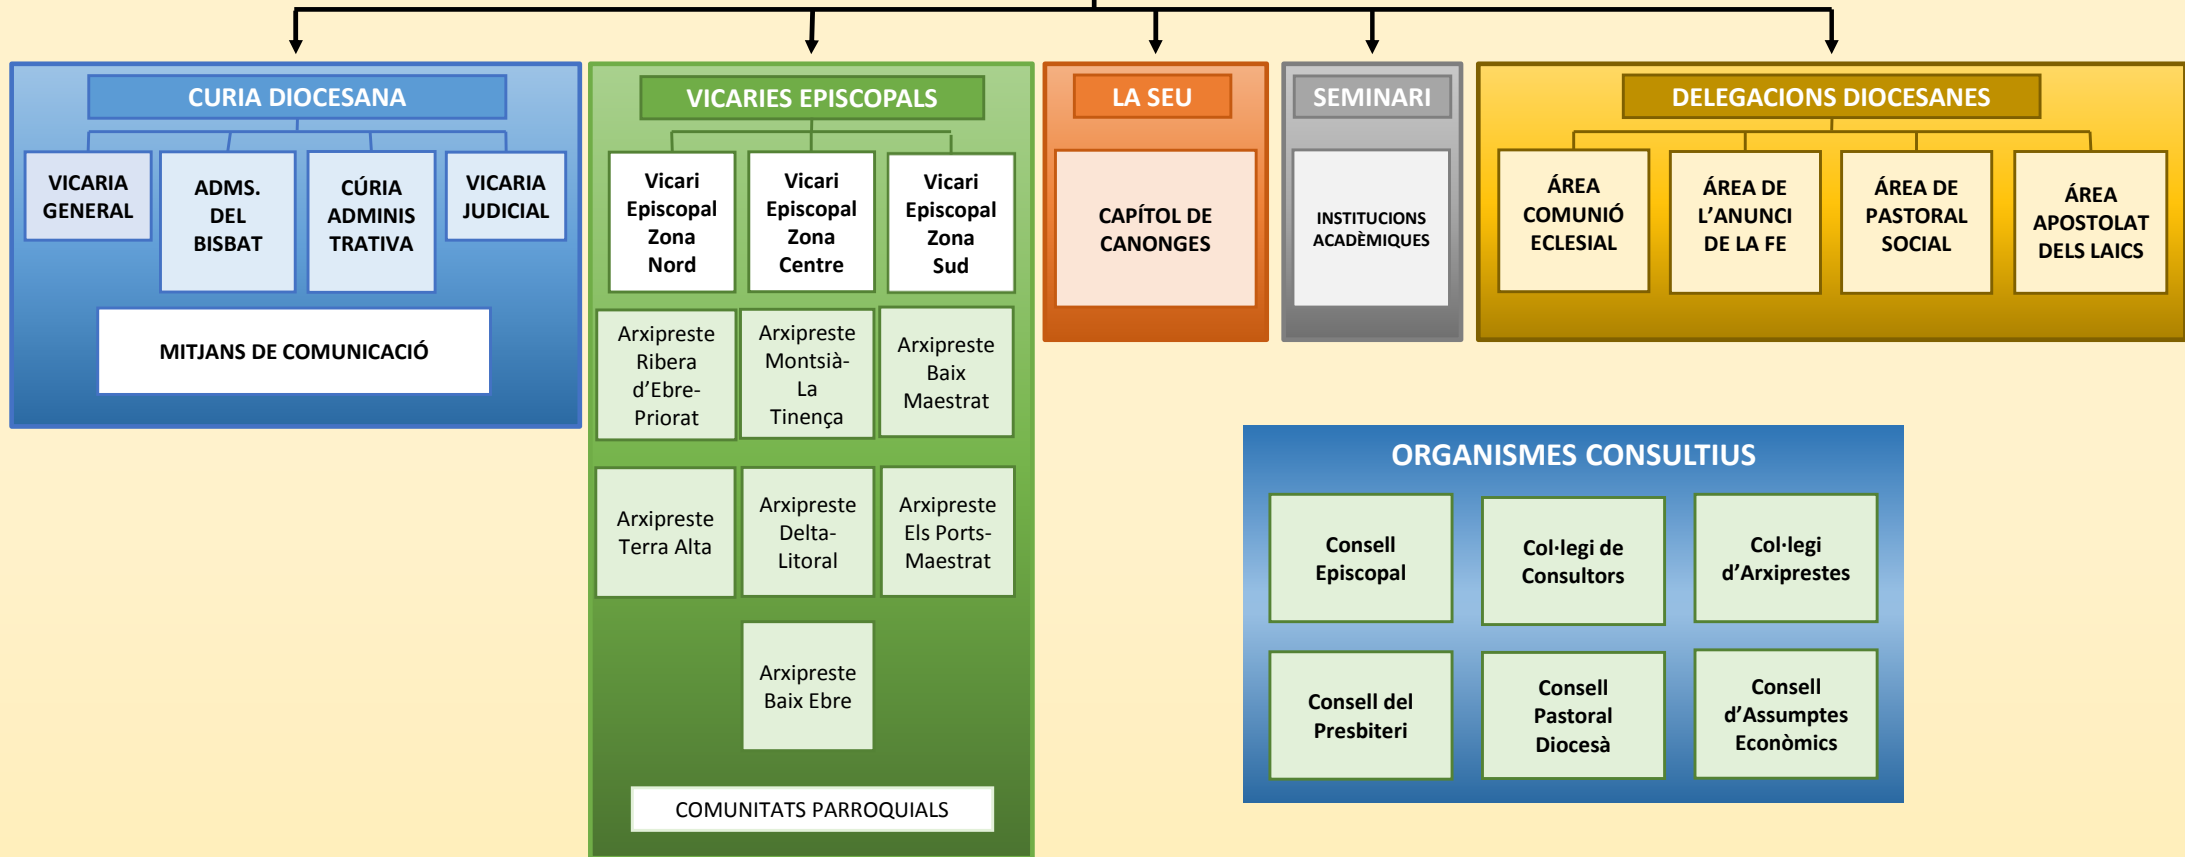 CURIA DIOCESANA
VICARIA
GENERAL
ADMS.
DEL
BISBAT
CÚRIA
ADMINIS
TRATIVA
VICARIA
JUDICIAL
MITJANS DE COMUNICACIÓ
VICARIES EPISCOPALS
Vicari
Episcopal
Zona
Nord
Vicari
Episcopal
Zona
Centre
Vicari
Episcopal
Zona
Sud
Arxipreste
Ribera
d’Ebre-
Priorat
Arxipreste
Montsià-
La
Tinença
Arxipreste
Baix
Maestrat
Arxipreste
Terra Alta
Arxipreste
Delta-
Litoral
Arxipreste
Els Ports-
Maestrat
Arxipreste
Baix Ebre
COMUNITATS PARROQUIALS
LA SEU
CAPÍTOL DE
CANONGES
SEMINARI
INSTITUCIONS
ACADÈMIQUES
DELEGACIONS DIOCESANES
ÁREA
COMUNIÓ
ECLESIAL
ÁREA DE
L’ANUNCI
DE LA FE
ÁREA DE
PASTORAL
SOCIAL
ÁREA
APOSTOLAT
DELS LAICS
ORGANISMES CONSULTIUS
Consell
Episcopal
Col·legi de
Consultors
Col·legi
d’Arxiprestes
Consell del
Presbiteri
Consell
Pastoral
Diocesà
Consell
d’Assumptes
Econòmics